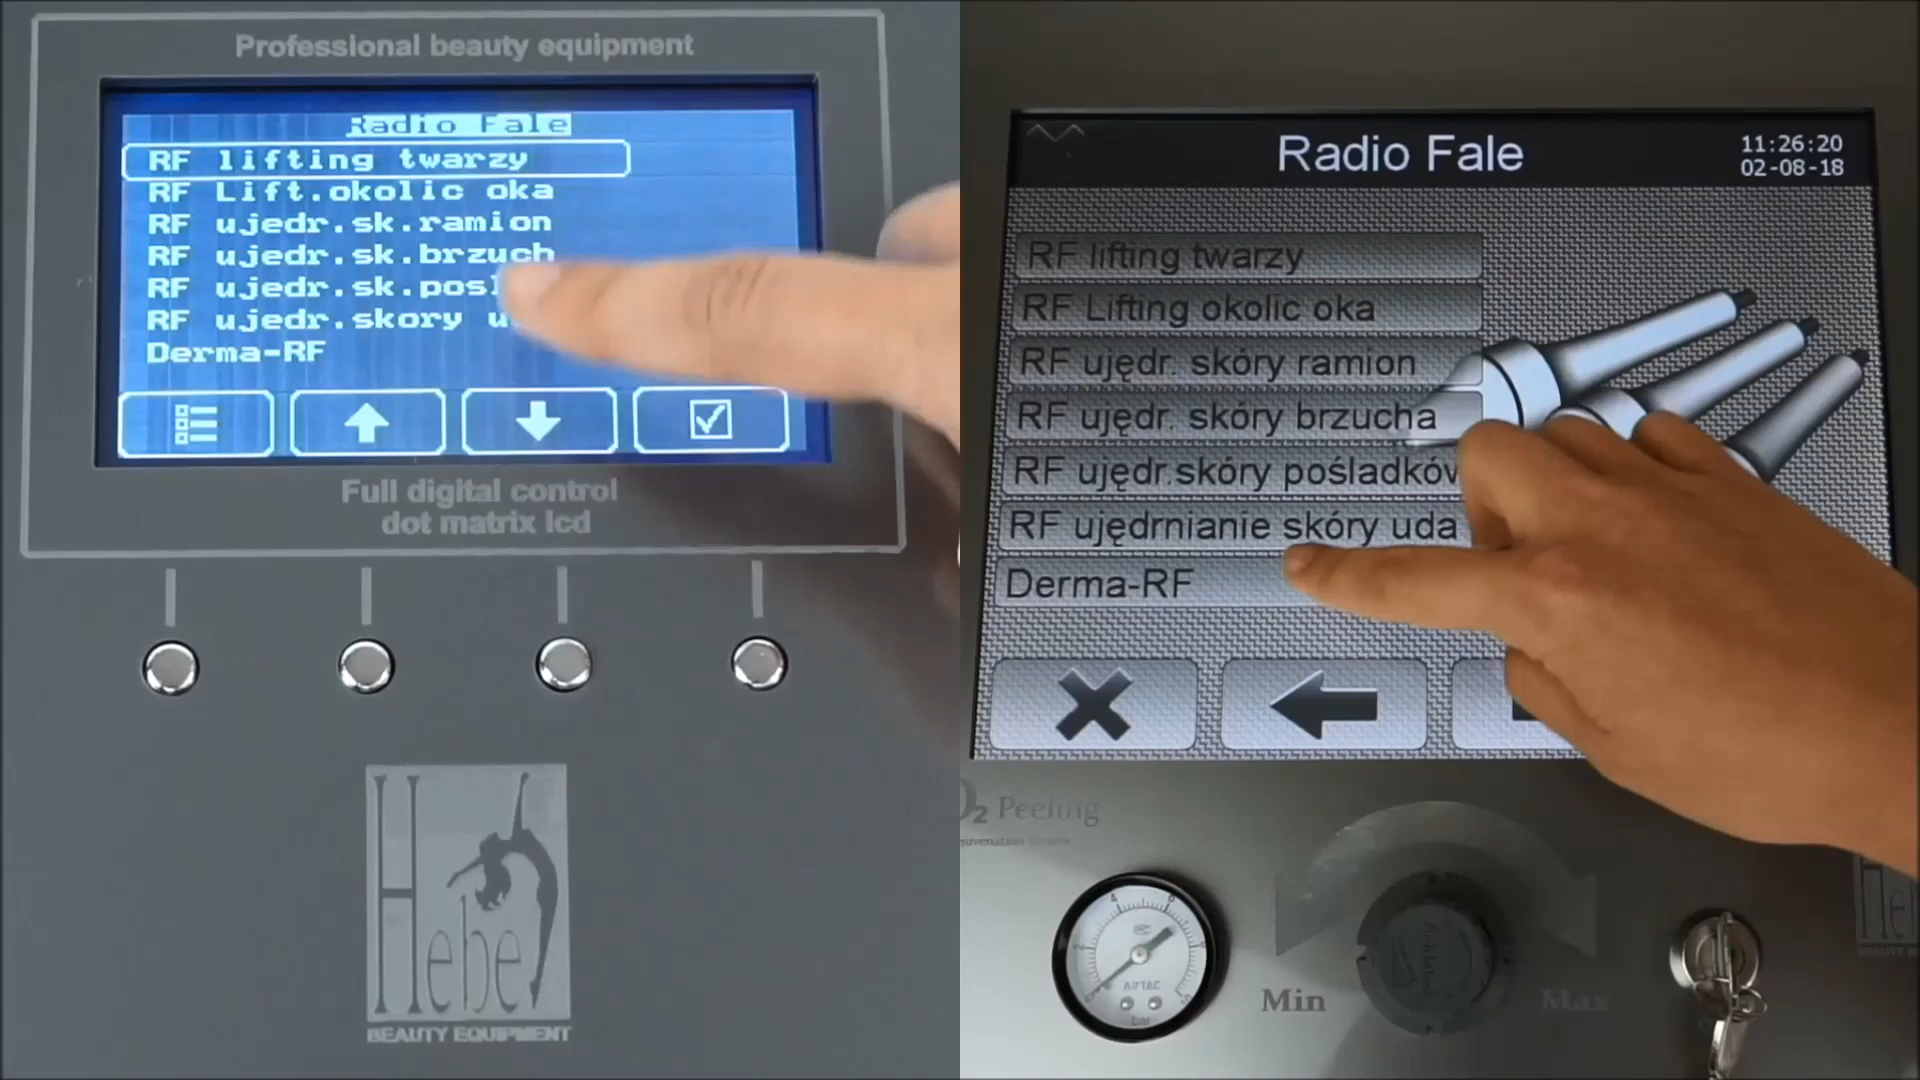 Professional beauty equipment
Radio Fale
RF lifting twarzy
RF Lift.okolic oka
RF ujedr.sk.ramion
RF ujedr.sk.brzuch
RF ujedr.sk.posl
RF ujedr.skory u
Derma-RF
Full digital control
dot matrix lcd
Hebe
BEAUTY EQUIPMENT
Radio Fale
11:26:20
02-08-18
RF lifting twarzy
RF Lifting okolic oka
RF ujędr. skóry ramion
RF ujędr. skóry brzucha
RF ujędr.skóry pośladków
RF ujędrnianie skóry uda
Derma-RF
O2 Peeling
AIRTAC
bar
Min
Max